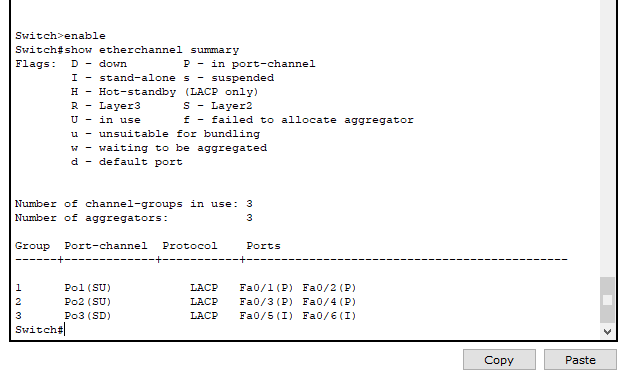 Switch>enable
Switch#show etherchannel summary
Flags:  D - down        P - in port-channel
        I - stand-alone s - suspended
        H - Hot-standby (LACP only)
        R - Layer3      S - Layer2
        U - in use      f - failed to allocate aggregator
        u - unsuitable for bundling
        w - waiting to be aggregated
        d - default port
Number of channel-groups in use: 3
Number of aggregators:           3
Group  Port-channel  Protocol    Ports
------+-------------+-----------+----------------------------------------------
1      Po1(SU)           LACP   Fa0/1(P) Fa0/2(P)
2      Po2(SU)           LACP   Fa0/3(P) Fa0/4(P)
3      Po3(SD)           LACP   Fa0/5(I) Fa0/6(I)
Switch#
Copy Paste